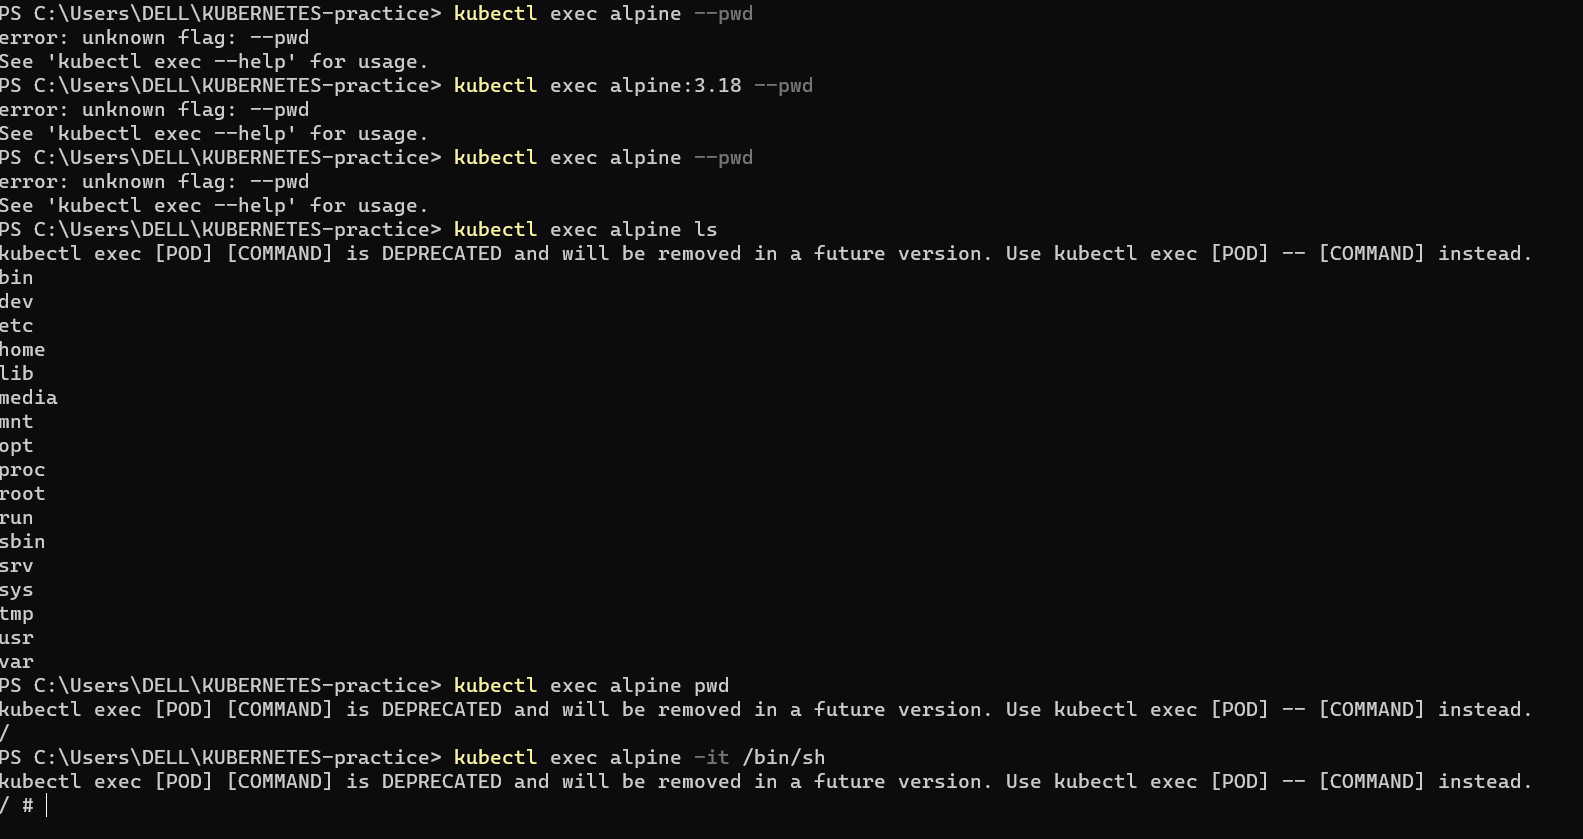 PS C:\Users\DELL\KUBERNETES-practice> kubectl exec alpine --pwd
error: unknown flag: --pwd
See 'kubectl exec --help' for usage.
PS C:\Users\DELL\KUBERNETES-practice> kubectl exec alpine:3.18 --pwd
error: unknown flag: --pwd
See 'kubectl exec --help' for usage.
PS C:\Users\DELL\KUBERNETES-practice> kubectl exec alpine --pwd
error: unknown flag: --pwd
See 'kubectl exec --help' for usage.
PS C:\Users\DELL\KUBERNETES-practice> kubectl exec alpine ls
kubectl exec [POD] [COMMAND] is DEPRECATED and will be removed in a future version. Use kubectl exec [POD] -- [COMMAND] instead.
bin
dev
etc
home
lib
media
mnt
opt
proc
root
run
sbin
srv
sys
tmp
usr
var
PS C:\Users\DELL\KUBERNETES-practice> kubectl exec alpine pwd
kubectl exec [POD] [COMMAND] is DEPRECATED and will be removed in a future version. Use kubectl exec [POD] -- [COMMAND] instead.
/
PS C:\Users\DELL\KUBERNETES-practice> kubectl exec alpine -it /bin/sh
kubectl exec [POD] [COMMAND] is DEPRECATED and will be removed in a future version. Use kubectl exec [POD] -- [COMMAND] instead.
/ #